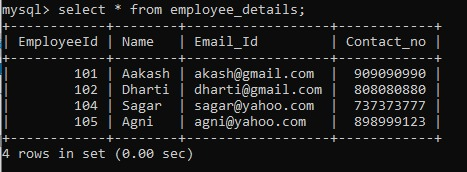 mysql> select * from employee_details;
+------------+--------+------------------+------------+
| EmployeeId | Name   | Email_Id         | Contact_no |
+------------+--------+------------------+------------+
|        101 | Aakash | akash@gmail.com  |  909090990 |
|        102 | Dharti | dharti@gmail.com |  808080880 |
|        104 | Sagar  | sagar@yahoo.com  |  737373777 |
|        105 | Agni   | agni@yahoo.com   |  898999123 |
+------------+--------+------------------+------------+
4 rows in set (0.00 sec)